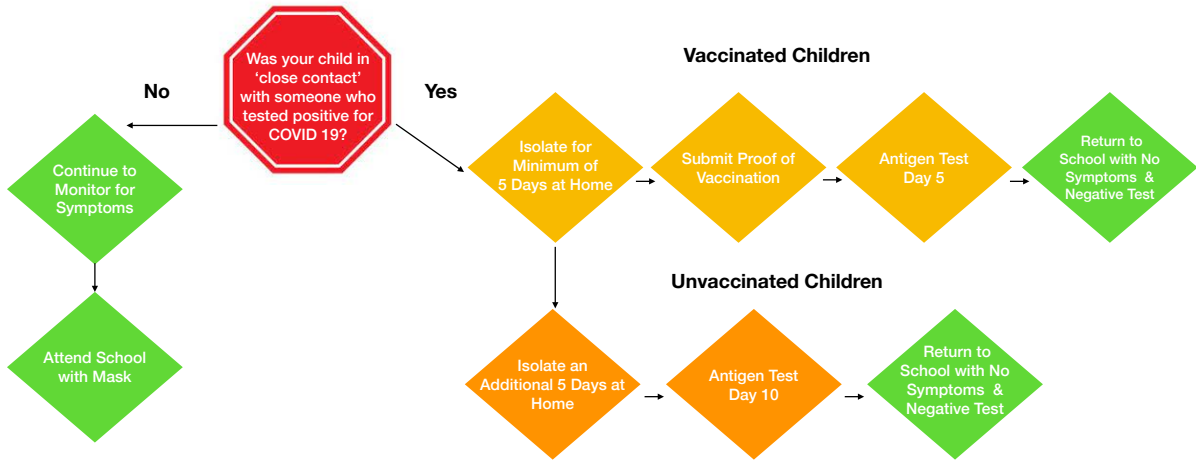 Was your child in
‘close contact’
with someone who
tested positive for
COVID 19?
No
Yes
Continue to
Monitor for
Symptoms
Attend School
with Mask
Vaccinated Children
Isolate for
Minimum of
5 Days at Home
Submit Proof of
Vaccination
Antigen Test
Day 5
Return to
School with No
Symptoms &
Negative Test
Unvaccinated Children
Isolate an
Additional 5 Days at
Home
Antigen Test
Day 10
Return to
School with No
Symptoms &
Negative Test